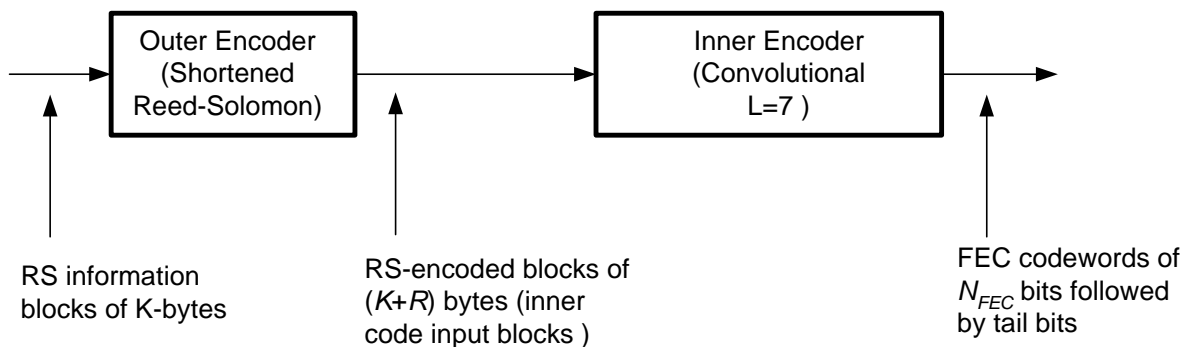 Outer Encoder
(Shortened
Reed-Solomon)
Inner Encoder
(Convolutional
L=7 )
RS information
blocks of K-bytes
RS-encoded blocks of
(K+R) bytes (inner
code input blocks )
FEC codewords of
N_FEC bits followed
by tail bits